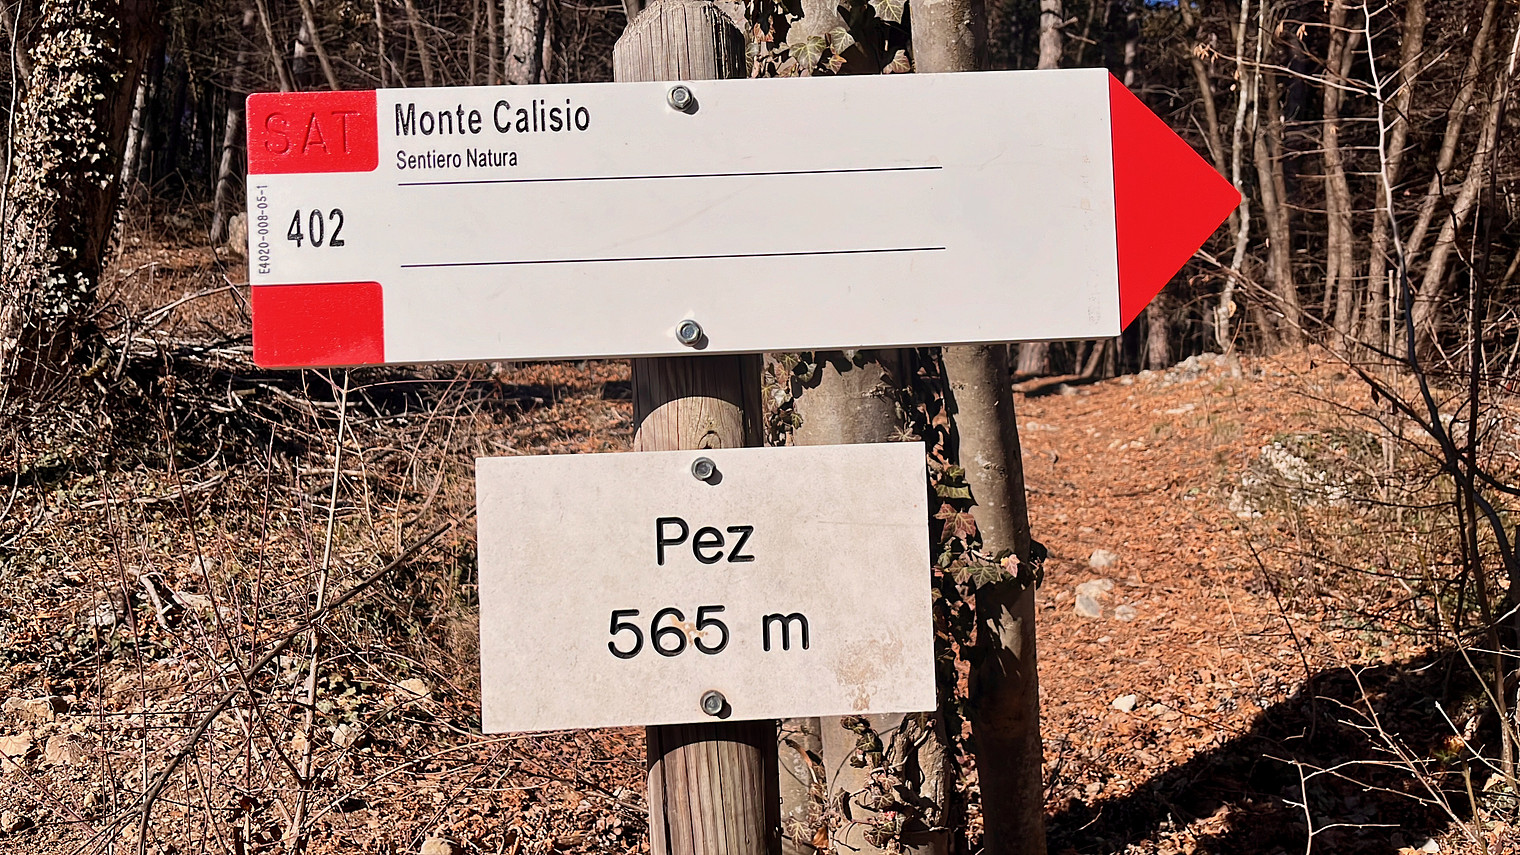 SAT
Monte Calisio
Sentiero Natura
402
E4020-008-05-1
Pez
565 m